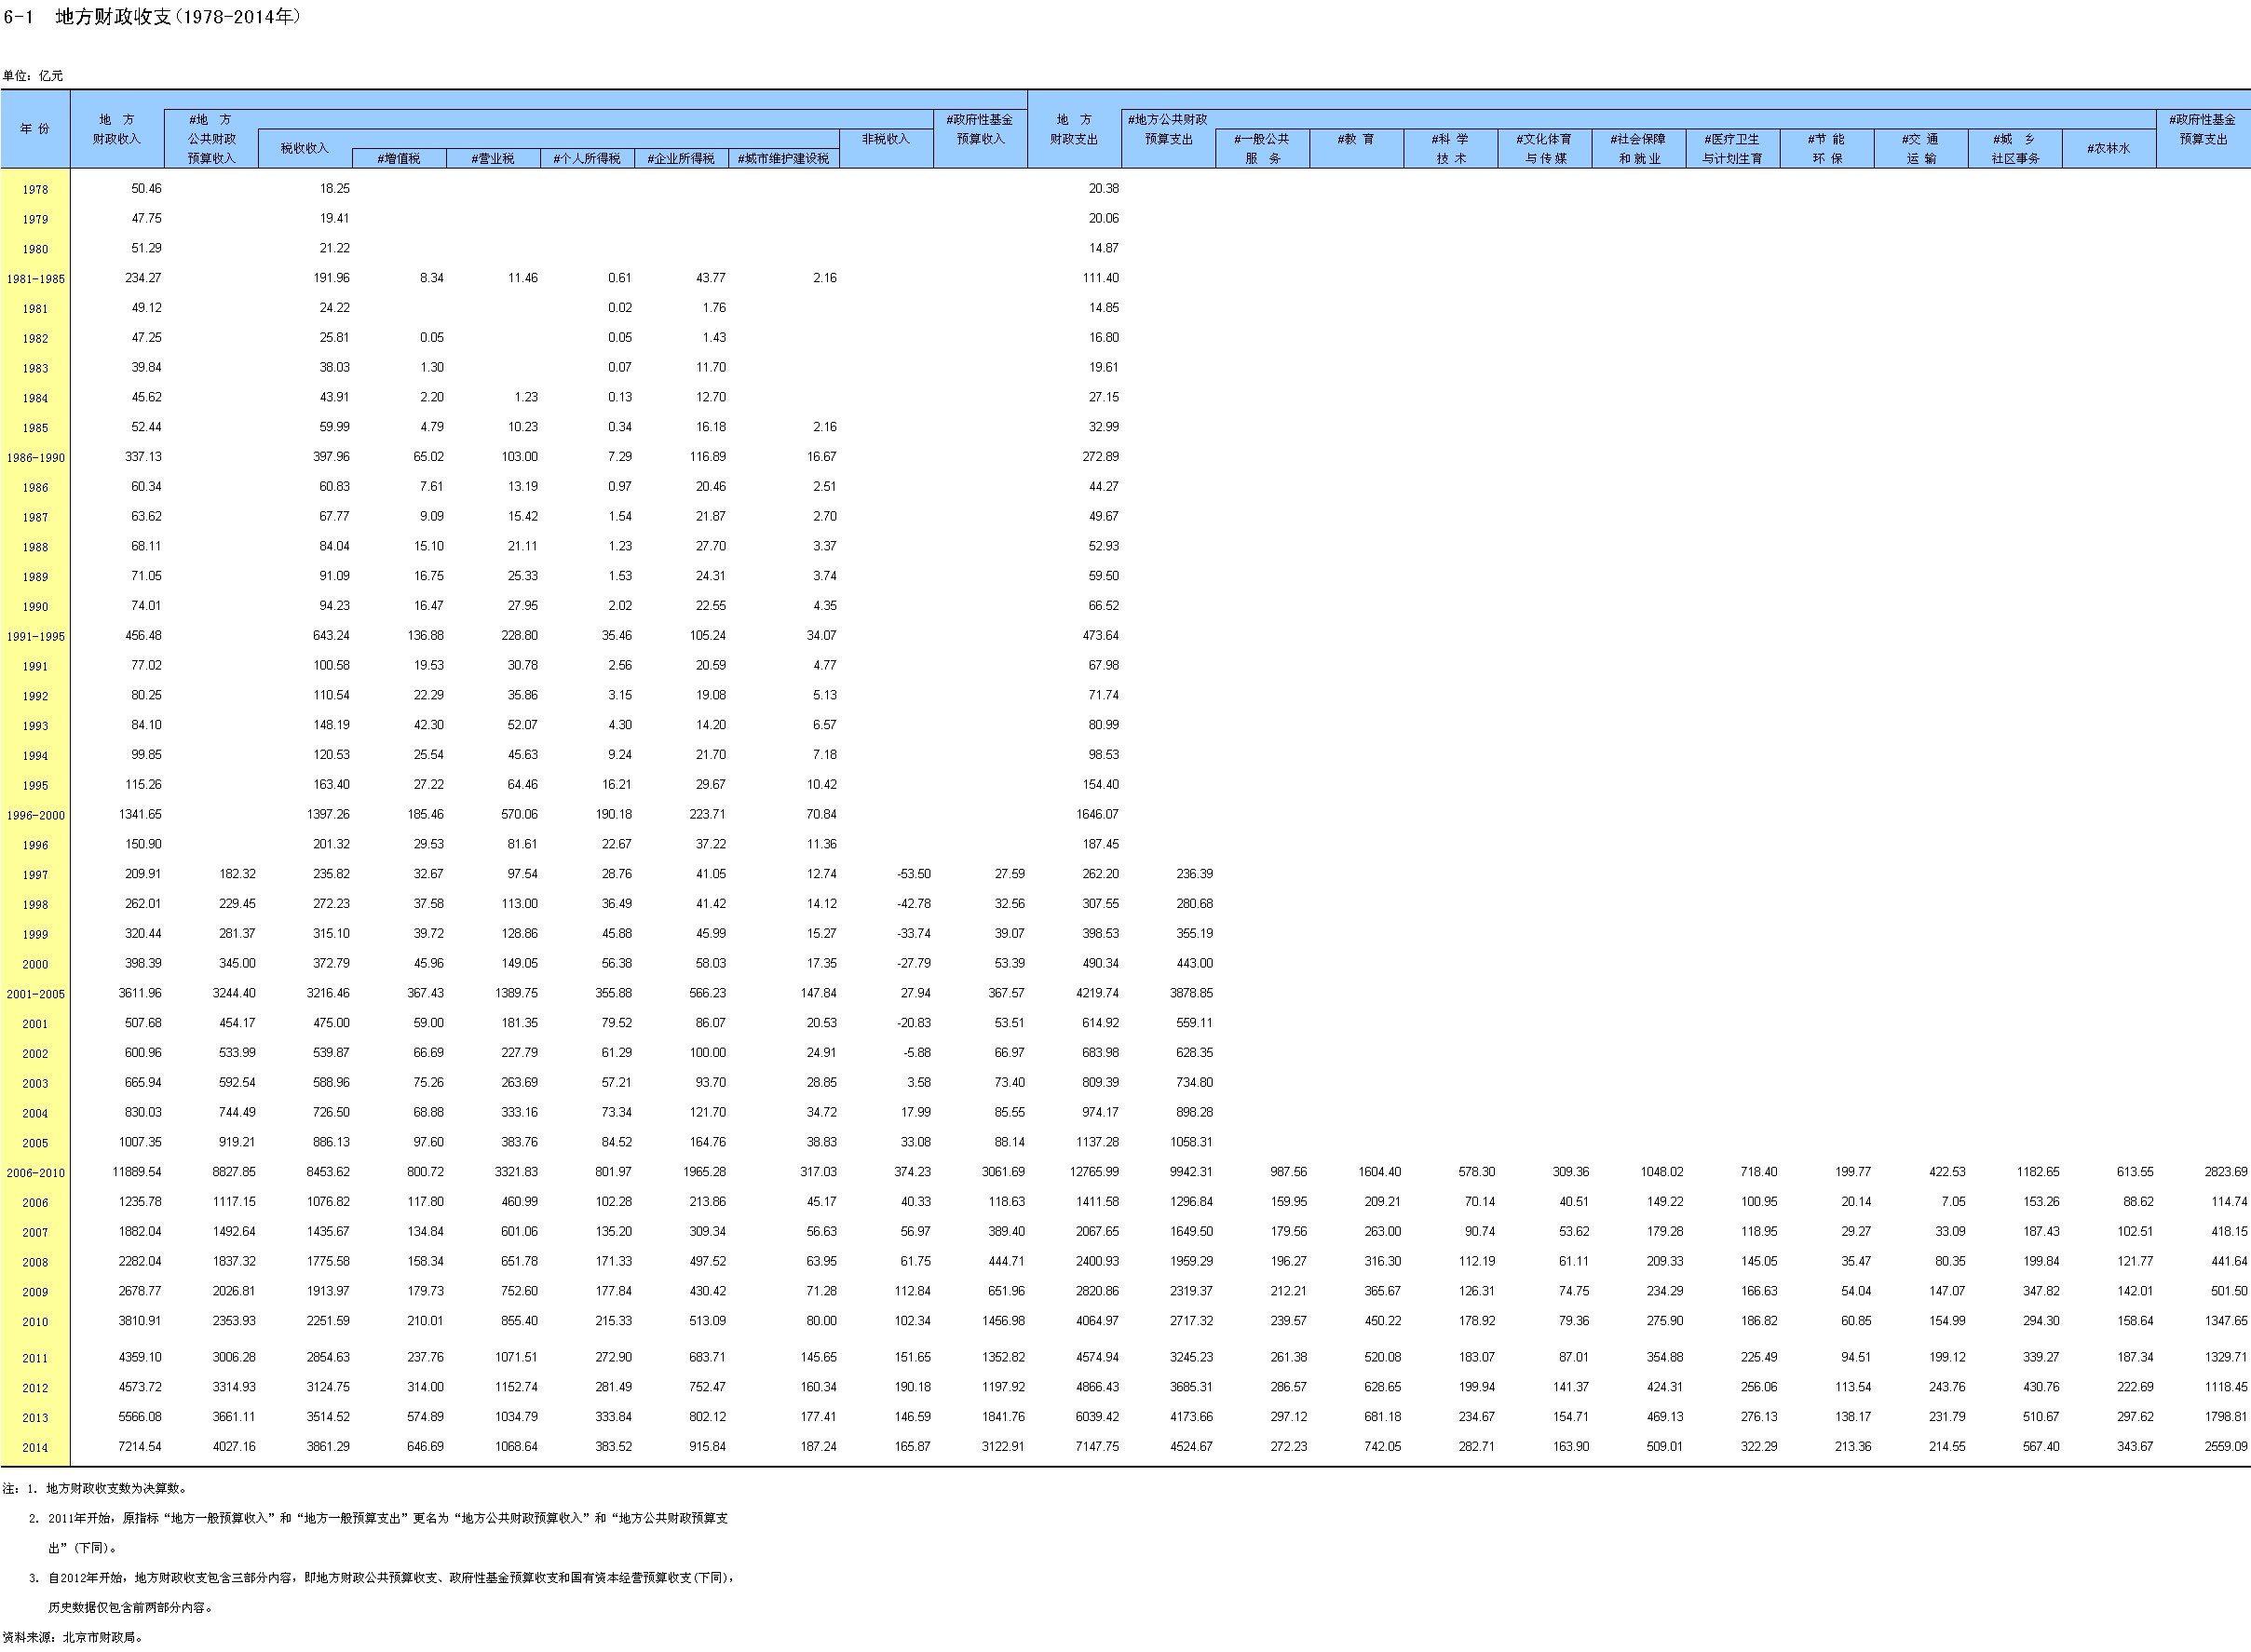 6-1 地方财政收支(1978-2014年)
单位：亿元
年 份 地 方 财政收入 #地 方 公共财政 预算收入 税收收入 #增值税 #营业税 #个人所得税 #企业所得税 #城市维护建设税 非税收入 #政府性基金 预算收入 地 方 财政支出 #地方公共财政 预算支出 #一般公共 服 务 #教 育 #科 学 技 术 #文化体育 与传媒 #社会保障 和就业 #医疗卫生 与计划生育 #节 能 环 保 #交 通 运 输 #城 乡 社区事务 #农林水 #政府性基金 预算支出
1978 50.46 18.25 20.38
1979 47.75 19.41 20.06
1980 51.29 21.22 14.87
1981-1985 234.27 191.96 8.34 11.46 0.61 43.77 2.16 111.40
1981 49.12 24.22 0.02 1.76 14.85
1982 47.25 25.81 0.05 0.05 1.43 16.80
1983 39.84 38.03 1.30 0.07 11.70 19.61
1984 45.62 43.91 2.20 1.23 0.13 12.70 27.15
1985 52.44 59.99 4.79 10.23 0.34 16.18 2.16 32.99
1986-1990 337.13 397.96 65.02 103.00 7.29 116.89 16.67 272.89
1986 60.34 60.83 7.61 13.19 0.97 20.46 2.51 44.27
1987 63.62 67.77 9.09 15.42 1.54 21.87 2.70 49.67
1988 68.11 84.04 15.10 21.11 1.23 27.70 3.37 52.93
1989 71.05 91.09 16.75 25.33 1.53 24.31 3.74 59.50
1990 74.01 94.23 16.47 27.95 2.02 22.55 4.35 66.52
1991-1995 456.48 643.24 136.88 228.80 35.46 105.24 34.07 473.64
1991 77.02 100.58 19.53 30.78 2.56 20.59 4.77 67.98
1992 80.25 110.54 22.29 35.86 3.15 19.08 5.13 71.74
1993 84.10 148.19 42.30 52.07 4.30 14.20 6.57 80.99
1994 99.85 120.53 25.54 45.63 9.24 21.70 7.18 98.53
1995 115.26 163.40 27.22 64.46 16.21 29.67 10.42 154.40
1996-2000 1341.65 1397.26 185.46 570.06 190.18 223.71 70.84 1646.07
1996 150.90 201.32 29.53 81.61 22.67 37.22 11.36 187.45
1997 209.91 182.32 235.82 32.67 97.54 28.76 41.05 12.74 -53.50 27.59 262.20 236.39
1998 262.01 229.45 272.23 37.58 113.00 36.49 41.42 14.12 -42.78 32.56 307.55 280.68
1999 320.44 281.37 315.10 39.72 128.86 45.88 45.99 15.27 -33.74 39.07 398.53 355.19
2000 398.39 345.00 372.79 45.96 149.05 56.38 58.03 17.35 -27.79 53.39 490.34 443.00
2001-2005 3611.96 3244.40 3216.46 367.43 1389.75 355.88 566.23 147.84 27.94 367.57 4219.74 3878.85
2001 507.68 454.17 475.00 59.00 181.35 79.52 86.07 20.53 -20.83 53.51 614.92 559.11
2002 600.96 533.99 539.87 66.69 227.79 61.29 100.00 24.91 -5.88 66.97 683.98 628.35
2003 665.94 592.54 588.96 75.26 263.69 57.21 93.70 28.85 3.58 73.40 809.39 734.80
2004 830.03 744.49 726.50 68.88 333.16 73.34 121.70 34.72 17.99 85.55 974.17 898.28
2005 1007.35 919.21 886.13 97.60 383.76 84.52 164.76 38.83 33.08 88.14 1137.28 1058.31
2006-2010 11889.54 8827.85 8453.62 800.72 3321.83 801.97 1965.28 317.03 374.23 3061.69 12765.99 9942.31 987.56 1604.40 578.30 309.36 1048.02 718.40 199.77 422.53 1182.65 613.55 2823.69
2006 1235.78 1117.15 1076.82 117.80 460.99 102.28 213.86 45.17 40.33 118.63 1411.58 1296.84 159.95 209.21 70.14 40.51 149.22 100.95 20.14 7.05 153.26 88.62 114.74
2007 1882.04 1492.64 1435.67 134.84 601.06 135.20 309.34 56.63 56.97 389.40 2067.65 1649.50 179.56 263.00 90.74 53.62 179.28 118.95 29.27 33.09 187.43 102.51 418.15
2008 2282.04 1837.32 1775.58 158.34 651.78 171.33 497.52 63.95 61.75 444.71 2400.93 1959.29 196.27 316.30 112.19 61.11 209.33 145.05 35.47 80.35 199.84 121.77 441.64
2009 2678.77 2026.81 1913.97 179.73 752.60 177.84 430.42 71.28 112.84 651.96 2820.86 2319.37 212.21 365.67 126.31 74.75 234.29 166.63 54.04 147.07 347.82 142.01 501.50
2010 3810.91 2353.93 2251.59 210.01 855.40 215.33 513.09 80.00 102.34 1456.98 4064.97 2717.32 239.57 450.22 178.92 79.36 275.90 186.82 60.85 154.99 294.30 158.64 1347.65
2011 4359.10 3006.28 2854.63 237.76 1071.51 272.90 683.71 145.65 151.65 1352.82 4574.94 3245.23 261.38 520.08 183.07 87.01 354.88 225.49 94.51 199.12 339.27 187.34 1329.71
2012 4573.72 3314.93 3124.75 314.00 1152.74 281.49 752.47 160.34 190.18 1197.92 4866.43 3685.31 286.57 628.65 199.94 141.37 424.31 256.06 113.54 243.76 430.76 222.69 1118.45
2013 5566.08 3661.11 3514.52 574.89 1034.79 333.84 802.12 177.41 146.59 1841.76 6039.42 4173.66 297.12 681.18 234.67 154.71 469.13 276.13 138.17 231.79 510.67 297.62 1798.81
2014 7214.54 4027.16 3861.29 646.69 1068.64 383.52 915.84 187.24 165.87 3122.91 7147.75 4524.67 272.23 742.05 282.71 163.90 509.01 322.29 213.36 214.55 567.40 343.67 2559.09
注：1. 地方财政收支数为决算数。
2. 2011年开始，原指标“地方一般预算收入”和“地方一般预算支出”更名为“地方公共财政预算收入”和“地方公共财政预算支
出”(下同)。
3. 自2012年开始，地方财政收支包含三部分内容，即地方财政公共预算收支、政府性基金预算收支和国有资本经营预算收支(下同)，
历史数据仅包含前两部分内容。
资料来源：北京市财政局。